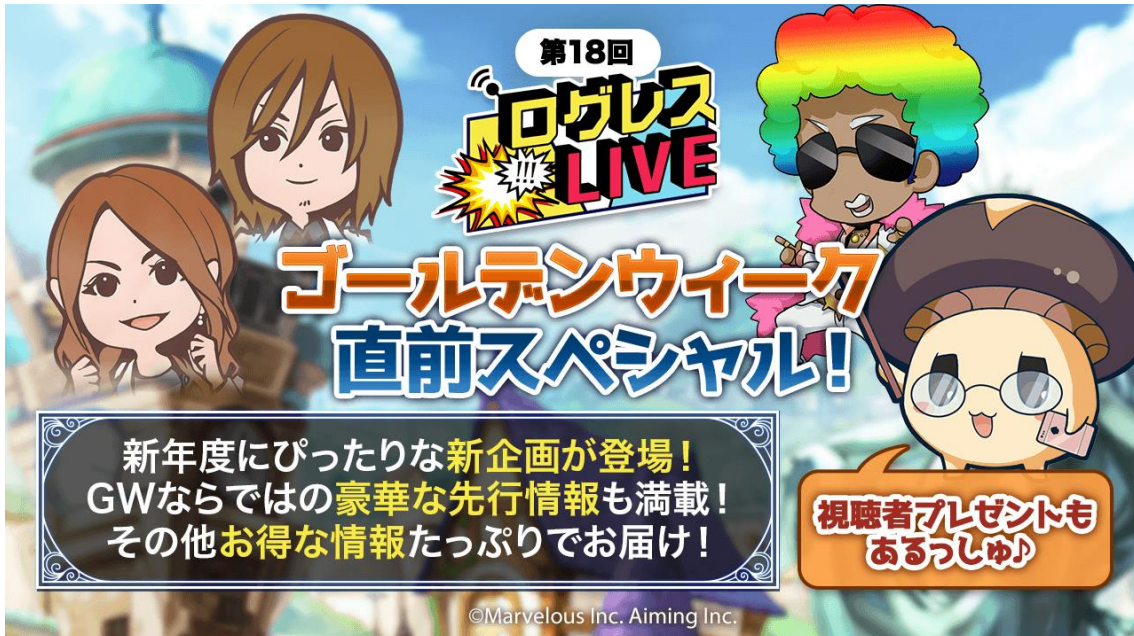 第18回
ログレス
!!! LIVE
ゴールデンウィーク
直前スペシャル！
新年度にぴったりな新企画が登場！
GWならではの豪華な先行情報も満載！
その他お得な情報たっぷりでお届け！
視聴者プレゼントも
あるっしゅ♪
©Marvelous Inc. Aiming Inc.